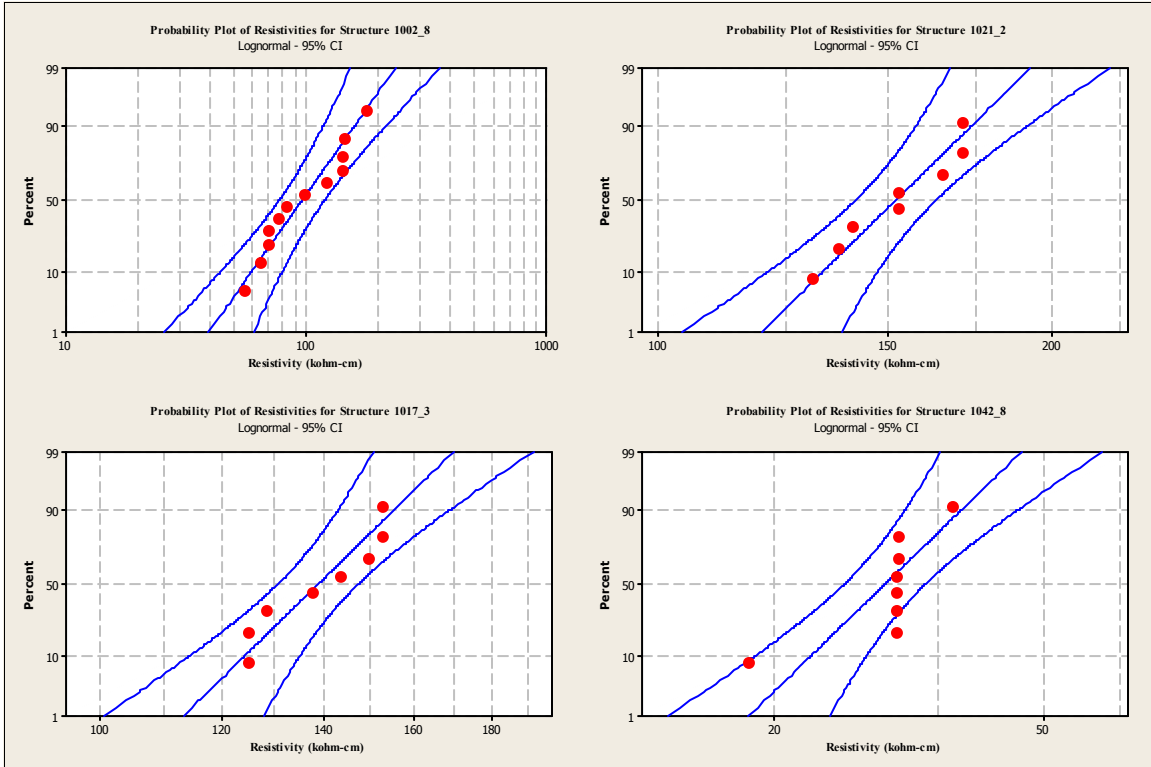 Probability Plot of Resistivities for Structure 1002_8
Lognormal - 95% CI
99
90
50
10
1
Percent
10
100
1000
Resistivity (kohm-cm)
Probability Plot of Resistivities for Structure 1021_2
Lognormal - 95% CI
99
90
50
10
1
Percent
100
150
200
Resistivity (kohm-cm)
Probability Plot of Resistivities for Structure 1017_3
Lognormal - 95% CI
99
90
50
10
1
Percent
100
120
140
160
180
Resistivity (kohm-cm)
Probability Plot of Resistivities for Structure 1042_8
Lognormal - 95% CI
99
90
50
10
1
Percent
20
50
Resistivity (kohm-cm)